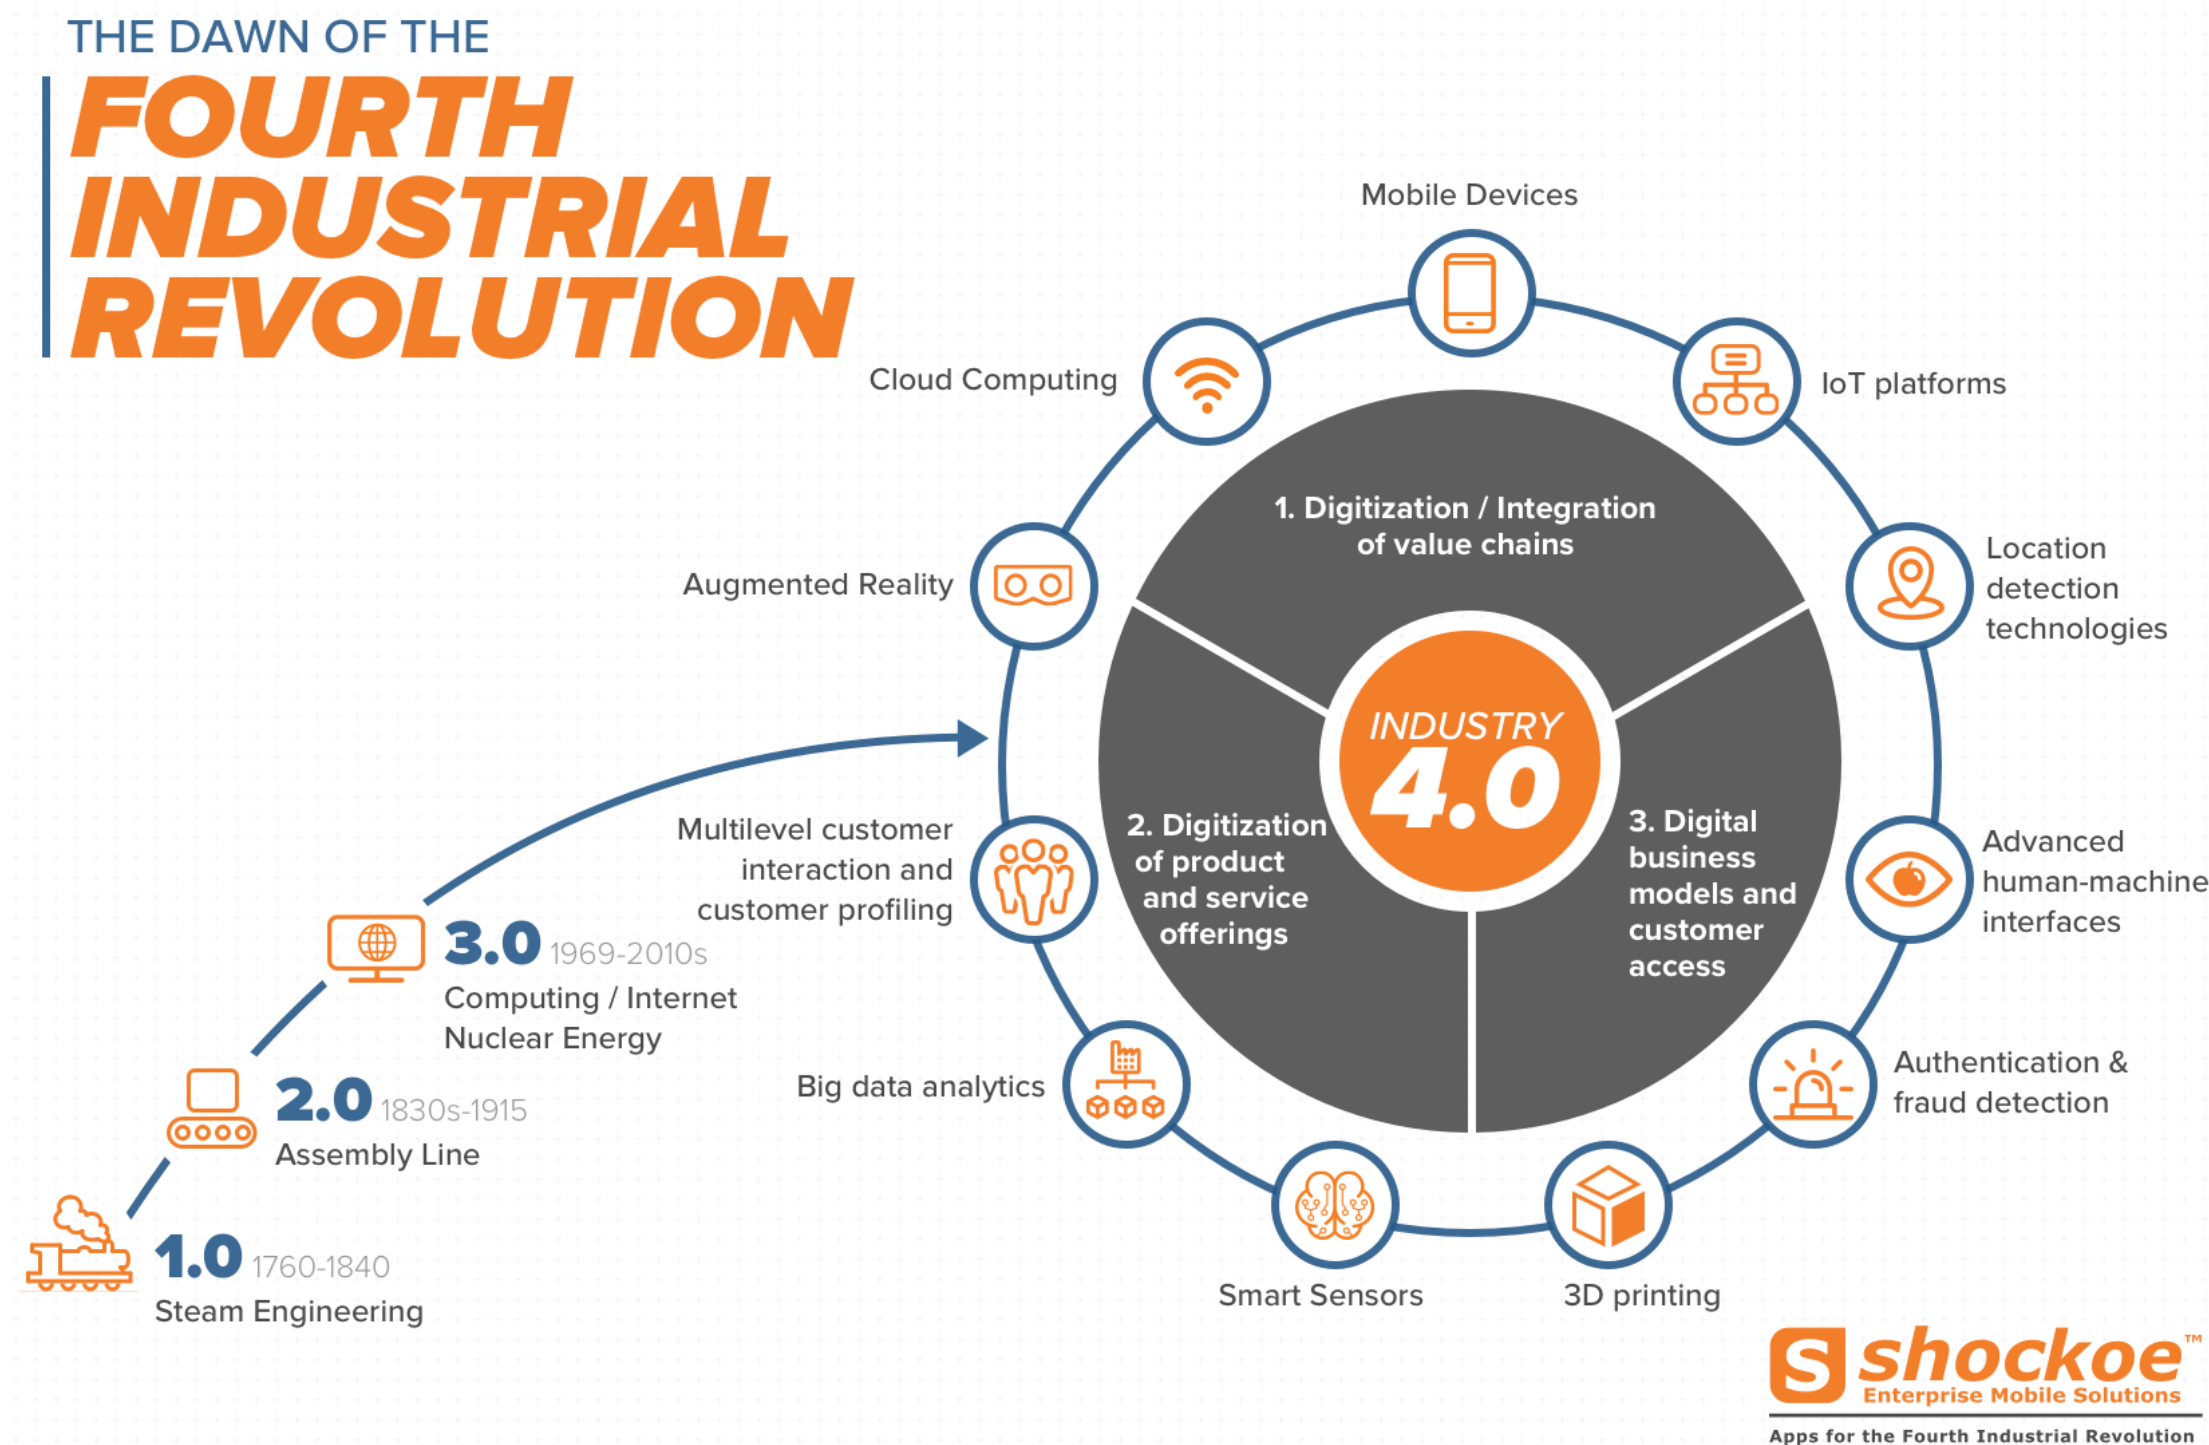 THE DAWN OF THE
FOURTH
INDUSTRIAL
REVOLUTION
Mobile Devices
Cloud Computing
IoT platforms
Augmented Reality
Location
detection
technologies
1. Digitization / Integration
of value chains
INDUSTRY
4.0
2. Digitization
of product
and service
offerings
3. Digital
business
models and
customer
access
Multilevel customer
interaction and
customer profiling
Advanced
human-machine
interfaces
Big data analytics
Authentication &
fraud detection
Smart Sensors
3D printing
3.0 1969-2010s
Computing / Internet
Nuclear Energy
2.0 1830s-1915
Assembly Line
1.0 1760-1840
Steam Engineering
S shockoe™
Enterprise Mobile Solutions
Apps for the Fourth Industrial Revolution